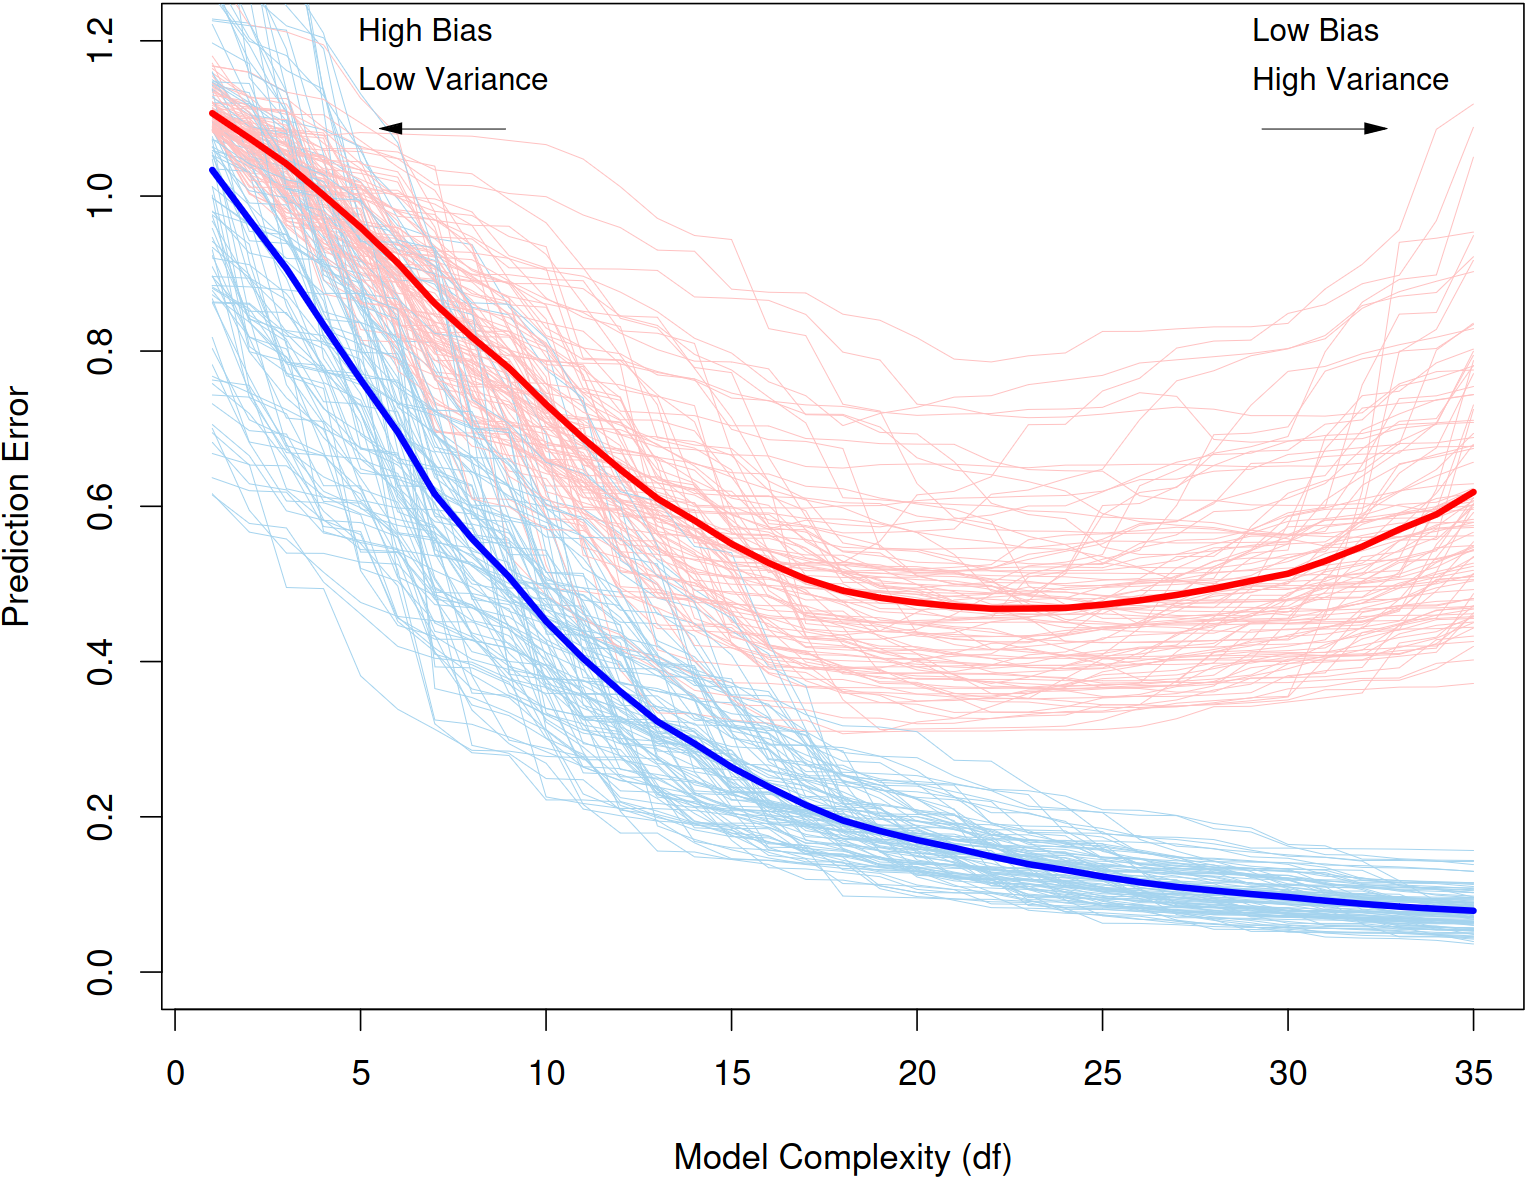 High Bias
Low Variance
Low Bias
High Variance
Prediction Error
1.2
1.0
0.8
0.6
0.4
0.2
0.0
0 5 10 15 20 25 30 35
Model Complexity (df)